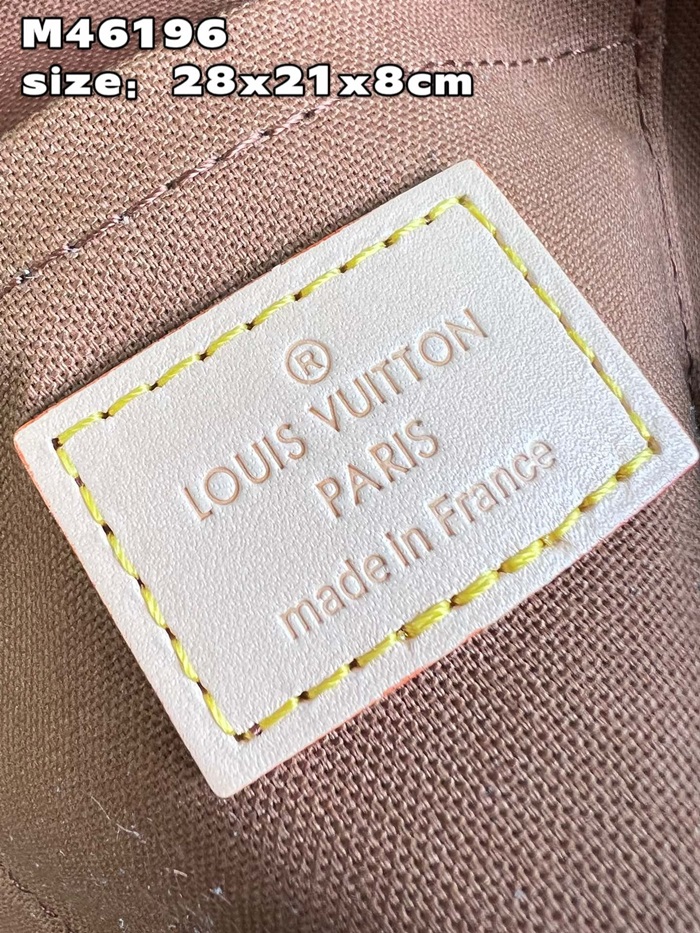 M46196
size: 28x21x8cm
®
LOUIS VUITTON
PARIS
made in France